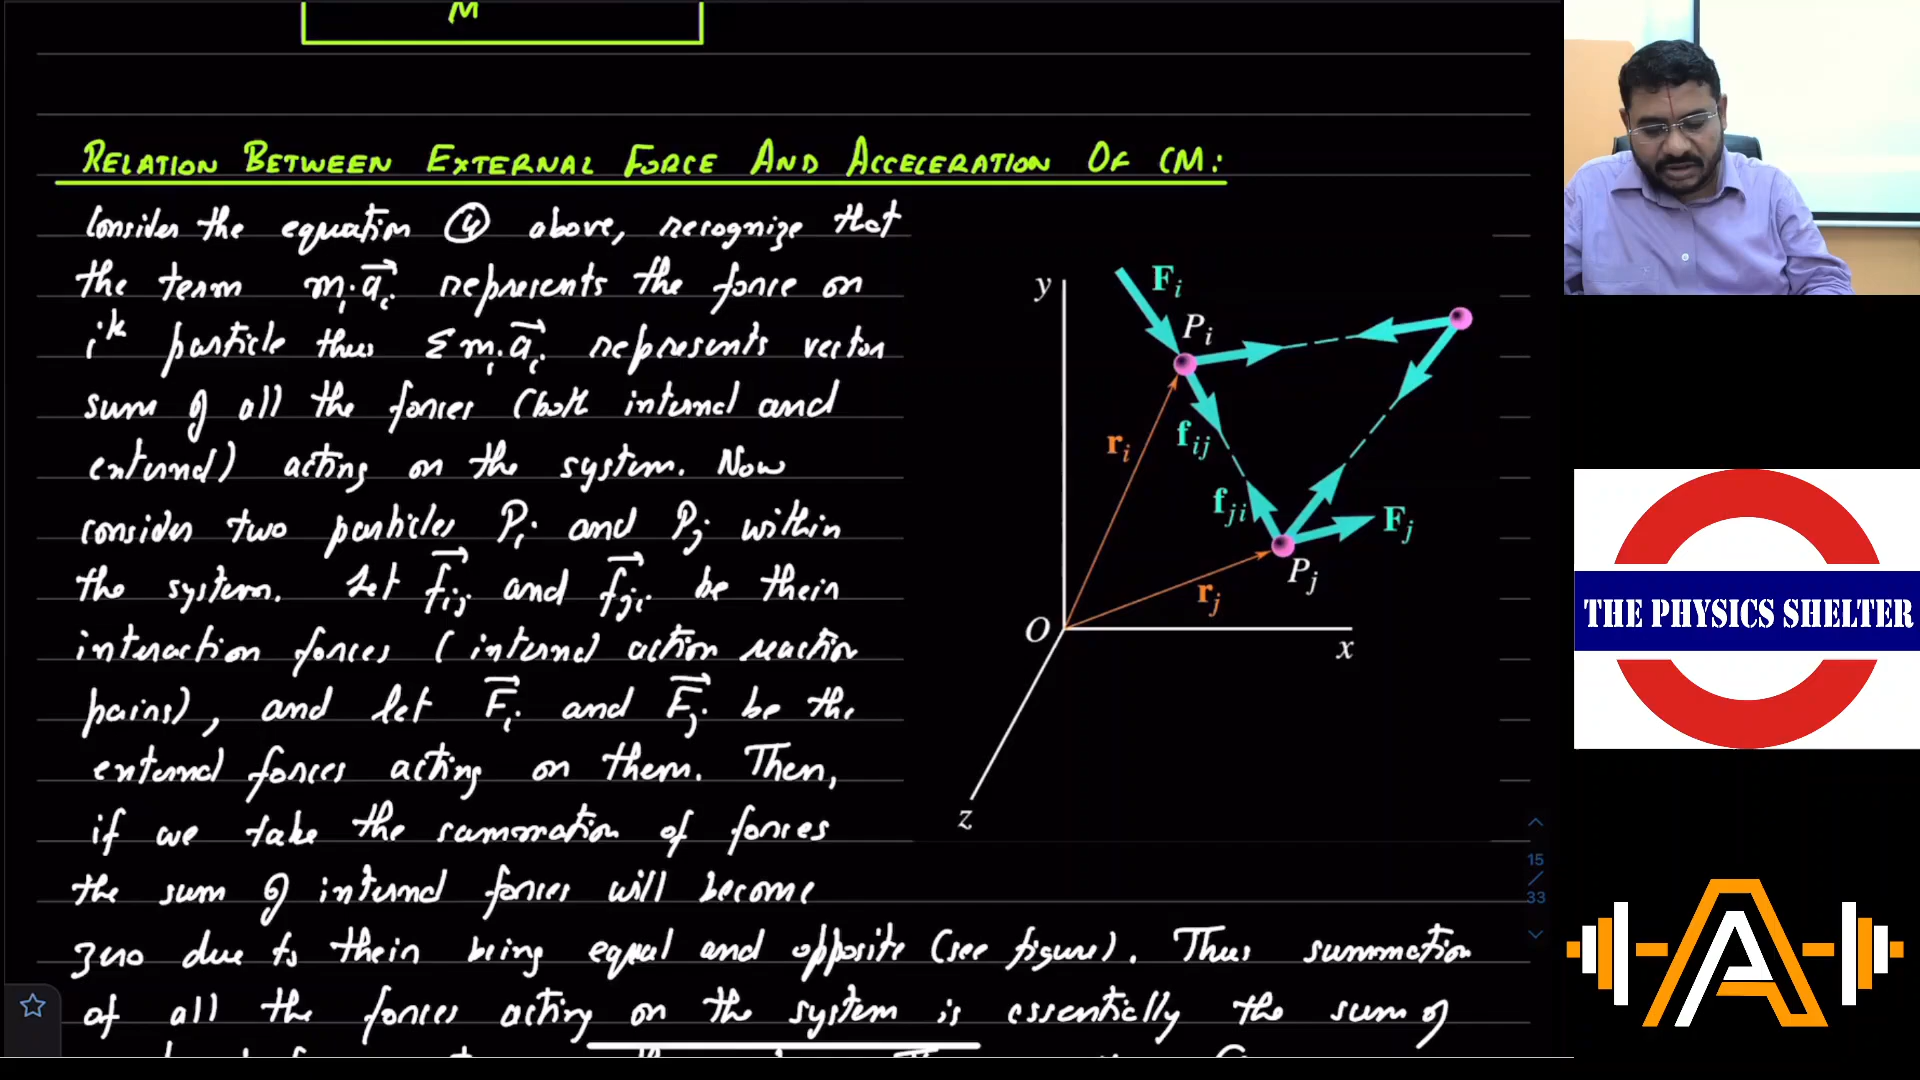 M
RELATION BETWEEN EXTERNAL FORCE AND ACCELERATION OF CM:
Consider the equation ④ above, recognize that
the term mᵢ a⃗ᵢ represents the force on
iᵗʰ particle thus Σ mᵢ a⃗ᵢ represents vector
sum of all the forces (both internal and
external) acting on the system. Now
consider two particles Pᵢ and Pⱼ within
the system. Let f⃗ᵢⱼ and f⃗ⱼᵢ be their
interaction forces (internal action reaction
pairs), and let F⃗ᵢ and F⃗ⱼ be the
external forces acting on them. Then,
if we take the summation of forces
the sum of internal forces will become
zero due to their being equal and opposite (see figure). Thus summation
of all the forces acting on the system is essentially the sum of
y
Fᵢ
Pᵢ
rᵢ
fᵢⱼ
fⱼᵢ
Fⱼ
Pⱼ
rⱼ
O
x
z
15
/
33
THE PHYSICS SHELTER
A